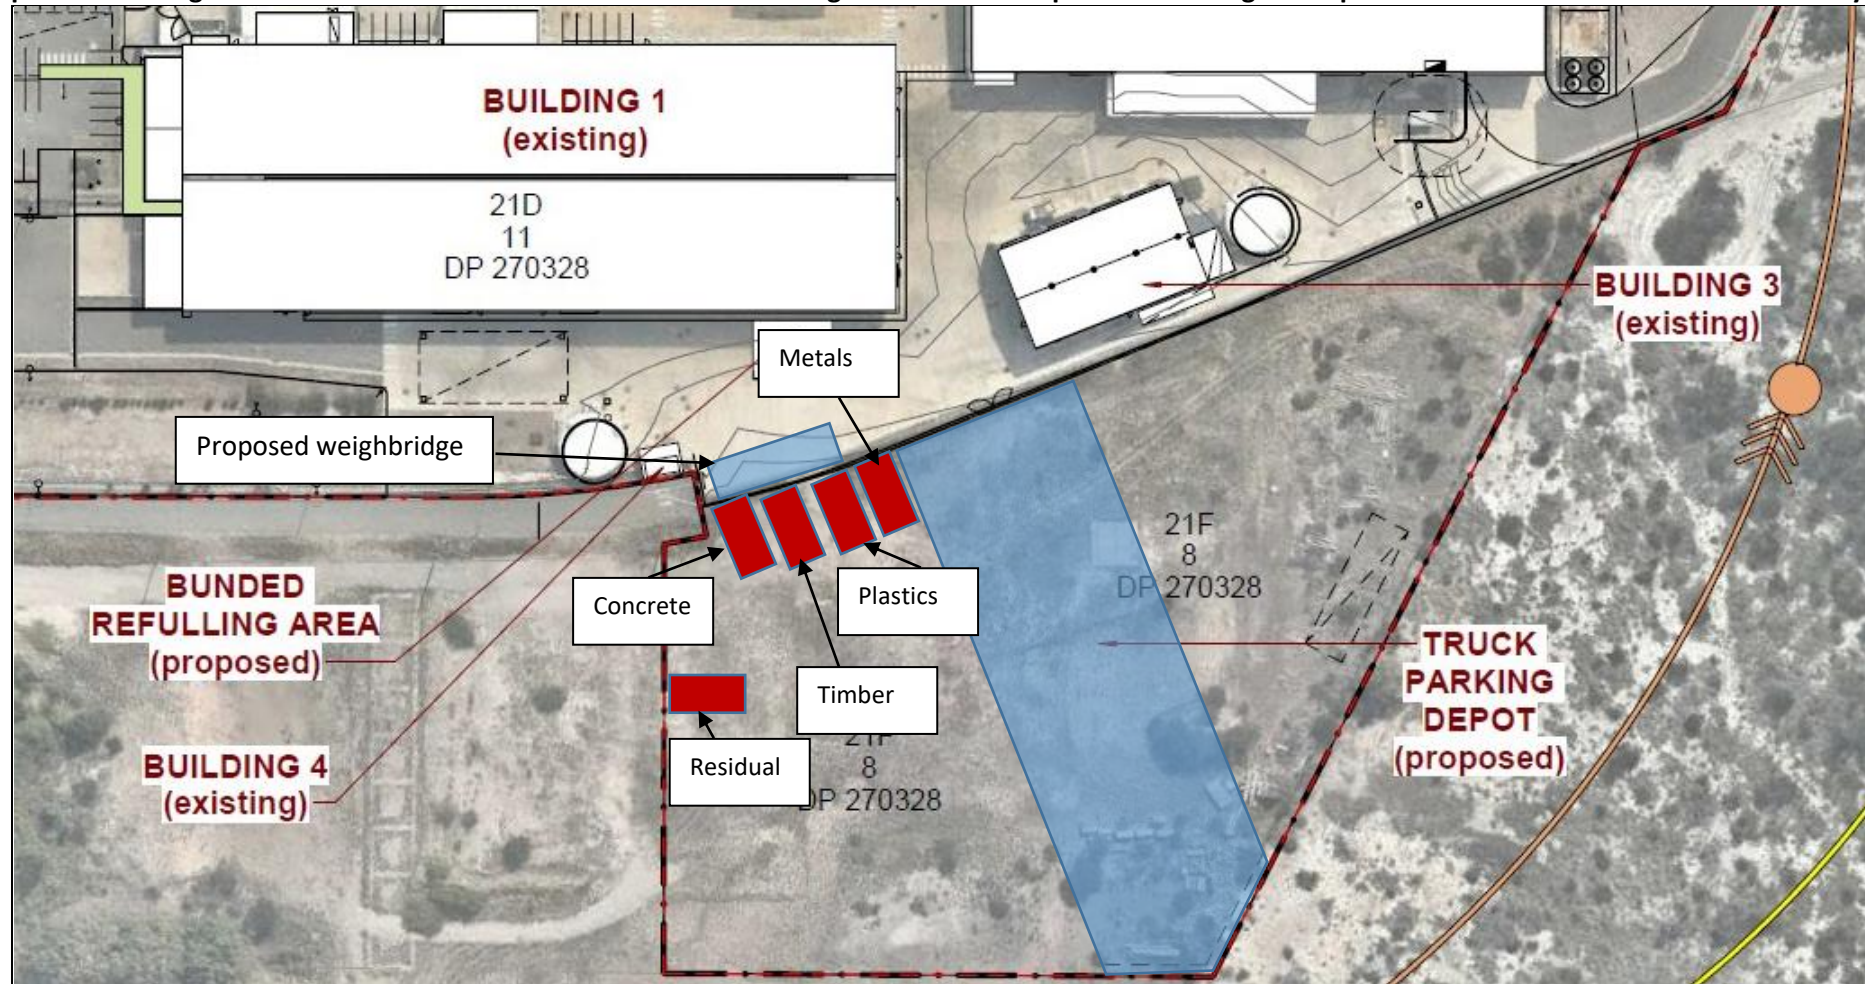 BUILDING 1
(existing)
21D
11
DP 270328
BUILDING 3
(existing)
Metals
Proposed weighbridge
21F
8
DP 270328
BUNDED
REFULLING AREA
(proposed)
Concrete
Plastics
Timber
TRUCK
PARKING
DEPOT
(proposed)
Residual
21F
8
DP 270328
BUILDING 4
(existing)